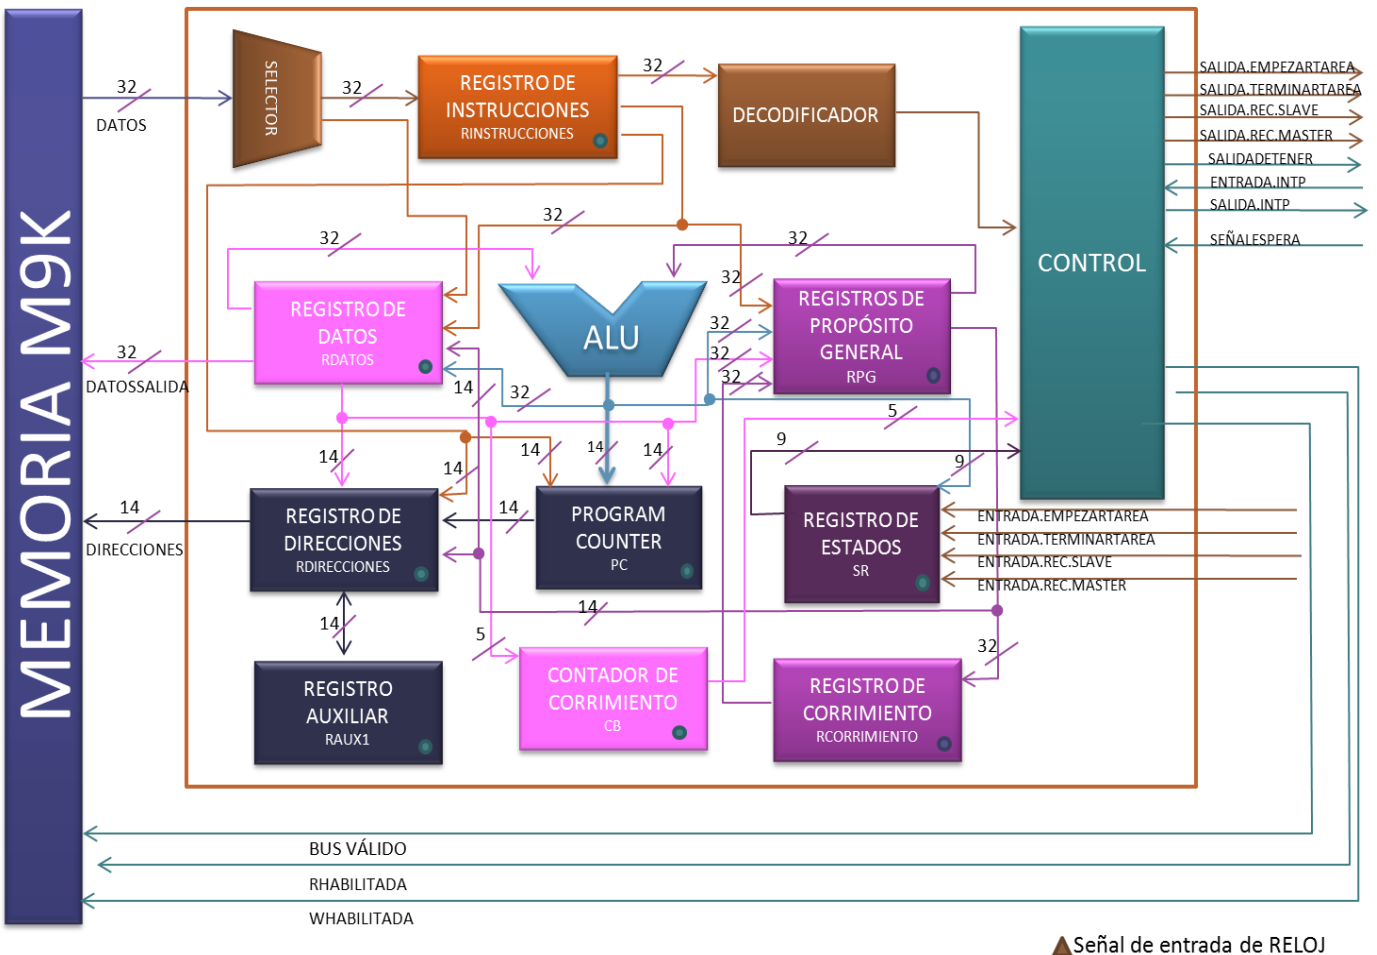 MEMORIA M9K
32
DATOS
SELECTOR
32
REGISTRO DE
INSTRUCCIONES
RINSTRUCCIONES
32
DECODIFICADOR
CONTROL
SALIDA.EMPEZARTAREA
SALIDA.TERMINARTAREA
SALIDA.REC.SLAVE
SALIDA.REC.MASTER
SALIDADETENER
ENTRADA.INTP
SALIDA.INTP
SEÑALESPERA
32
32
32
REGISTRO DE
DATOS
RDATOS
ALU
32
32
32
32
REGISTROS DE
PROPÓSITO
GENERAL
RPG
32
DATOSSALIDA
14
32
5
9
9
14
14
14
14
14
14
DIRECCIONES
REGISTRO DE
DIRECCIONES
RDIRECCIONES
14
PROGRAM
COUNTER
PC
REGISTRO DE
ESTADOS
SR
ENTRADA.EMPEZARTAREA
ENTRADA.TERMINARTAREA
ENTRADA.REC.SLAVE
ENTRADA.REC.MASTER
14
14
5
32
REGISTRO
AUXILIAR
RAUX1
CONTADOR DE
CORRIMIENTO
CB
REGISTRO DE
CORRIMIENTO
RCORRIMIENTO
BUS VÁLIDO
RHABILITADA
WHABILITADA
Señal de entrada de RELOJ